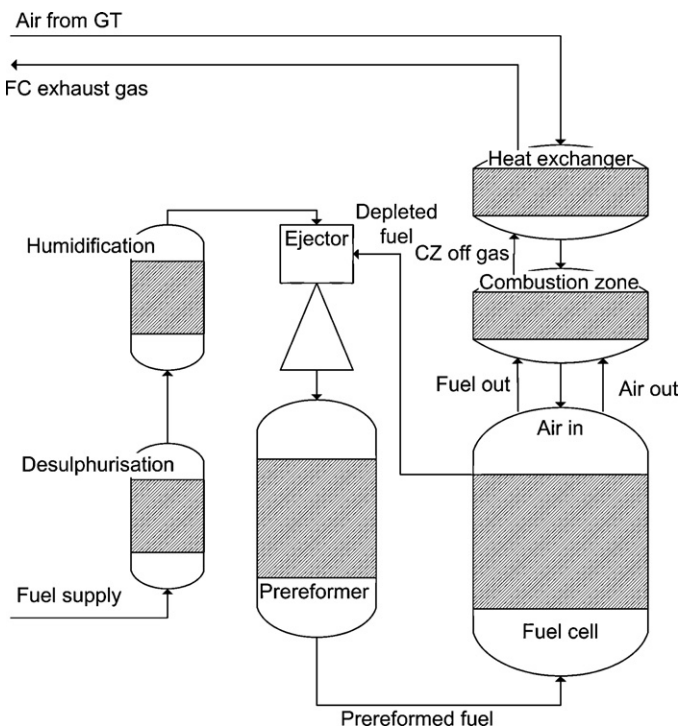 Air from GT
FC exhaust gas
Heat exchanger
Depleted
fuel
Humidification
Ejector
CZ off gas
Combustion zone
Fuel out
Air out
Air in
Desulphurisation
Fuel supply
Prereformer
Fuel cell
Prereformed fuel